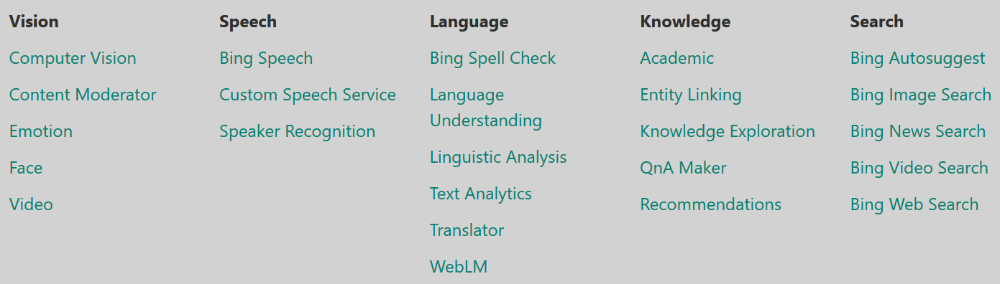 Vision
Computer Vision
Content Moderator
Emotion
Face
Video
Speech
Bing Speech
Custom Speech Service
Speaker Recognition
Language
Bing Spell Check
Language
Understanding
Linguistic Analysis
Text Analytics
Translator
WebLM
Knowledge
Academic
Entity Linking
Knowledge Exploration
QnA Maker
Recommendations
Search
Bing Autosuggest
Bing Image Search
Bing News Search
Bing Video Search
Bing Web Search